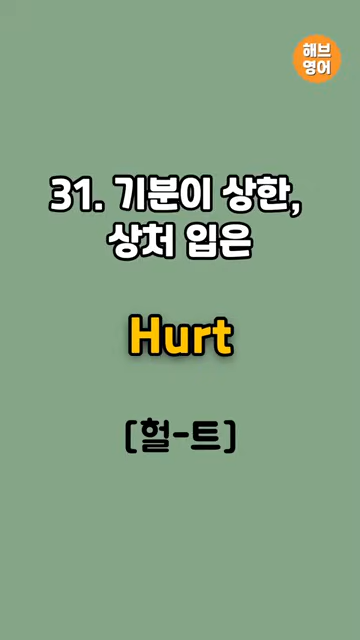 해브
영어
31. 기분이 상한,
상처 입은
Hurt
[헐-트]